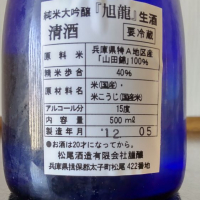 純米大吟醸『旭龍』生酒
清酒 要冷蔵
原料米 兵庫県特A地区産「山田錦」100%
精米歩合 40%
原材料名 米(国産)・米こうじ(国産米)
アルコール分 15度
内容量 500ml
製造年月 '12 05
●お酒は20才になってから。
松尾酒造有限会社謹醸
兵庫県揖保郡太子町松尾422番地